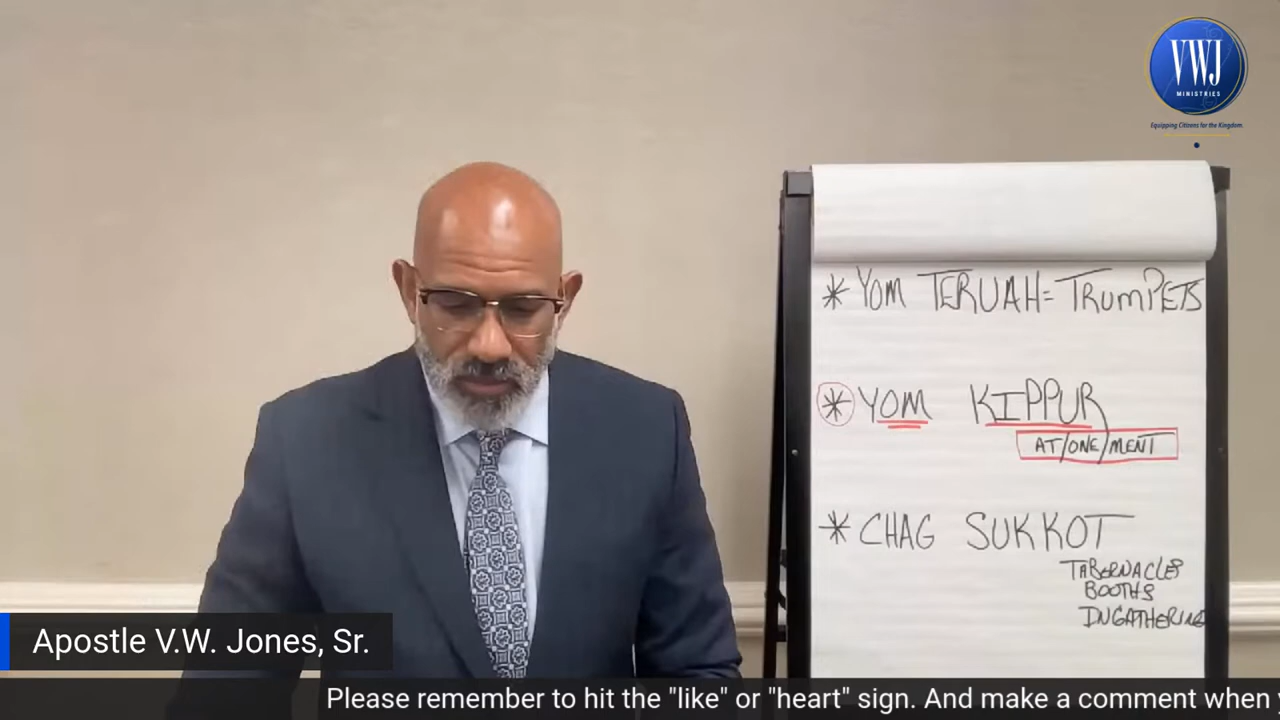 VWJ
MINISTRIES
Equipping Citizens for the Kingdom
* YOM TERUAH = TRUMPETS
* YOM KIPPUR
AT/ONE/MENT
* CHAG SUKKOT
TABERNACLES
BOOTHS
INGATHERING
Apostle V.W. Jones, Sr.
Please remember to hit the "like" or "heart" sign. And make a comment when